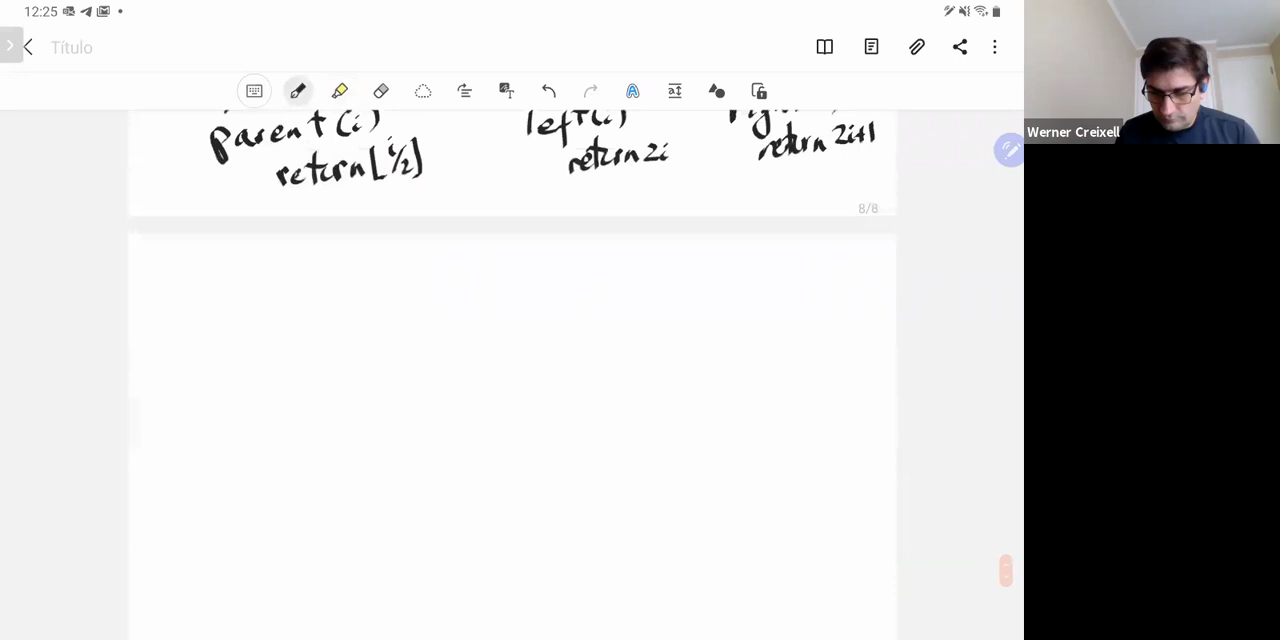 12:25
Título
parent(i) left(i)
return ⌊i/2⌋ return 2i return 2i+1
8/8
Werner Creixell